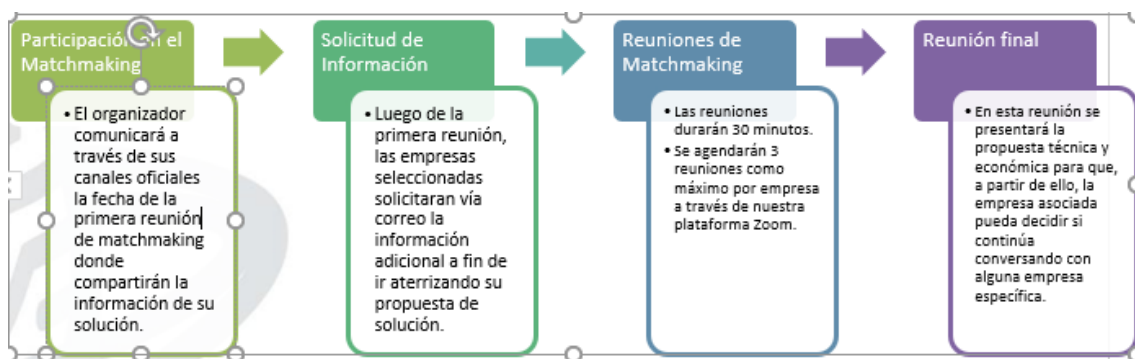 Participación en el
Matchmaking
• El organizador
comunicará a
través de sus
canales oficiales
la fecha de la
primera reunión
de matchmaking
donde
compartirán la
información de su
solución.
Solicitud de
Información
• Luego de la
primera reunión,
las empresas
seleccionadas
solicitaran vía
correo la
información
adicional a fin de
ir aterrizando su
propuesta de
solución.
Reuniones de
Matchmaking
• Las reuniones
durarán 30 minutos.
• Se agendarán 3
reuniones como
máximo por empresa
a través de nuestra
plataforma Zoom.
Reunión final
• En esta reunión se
presentará la
propuesta técnica y
económica para que,
a partir de ello, la
empresa asociada
pueda decidir si
continúa
conversando con
alguna empresa
específica.